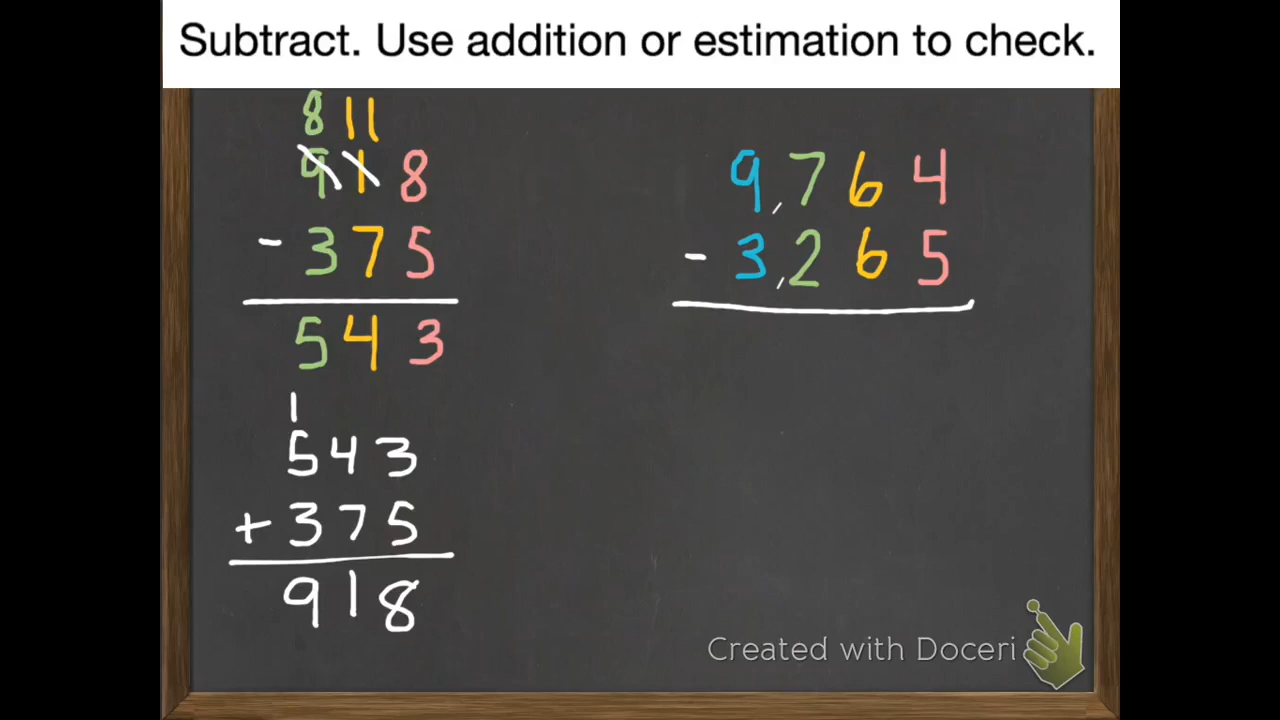 Subtract. Use addition or estimation to check.
8 11
9 1 8
- 3 7 5
5 4 3
1
5 4 3
+ 3 7 5
9 1 8
9,7 6 4
- 3,2 6 5
Created with Doceri